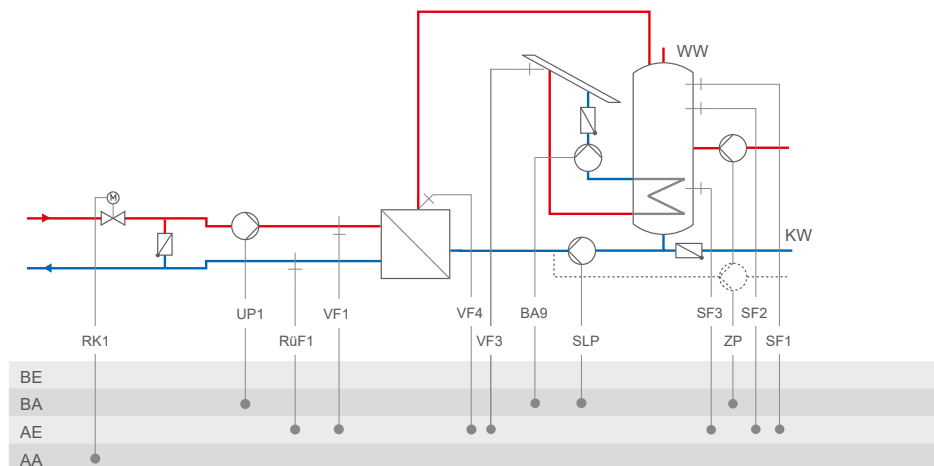 WW
M
KW
UP1 VF1 VF4 BA9 SF3 SF2
RK1 RüF1 VF3 SLP ZP SF1
BE
BA
AE
AA